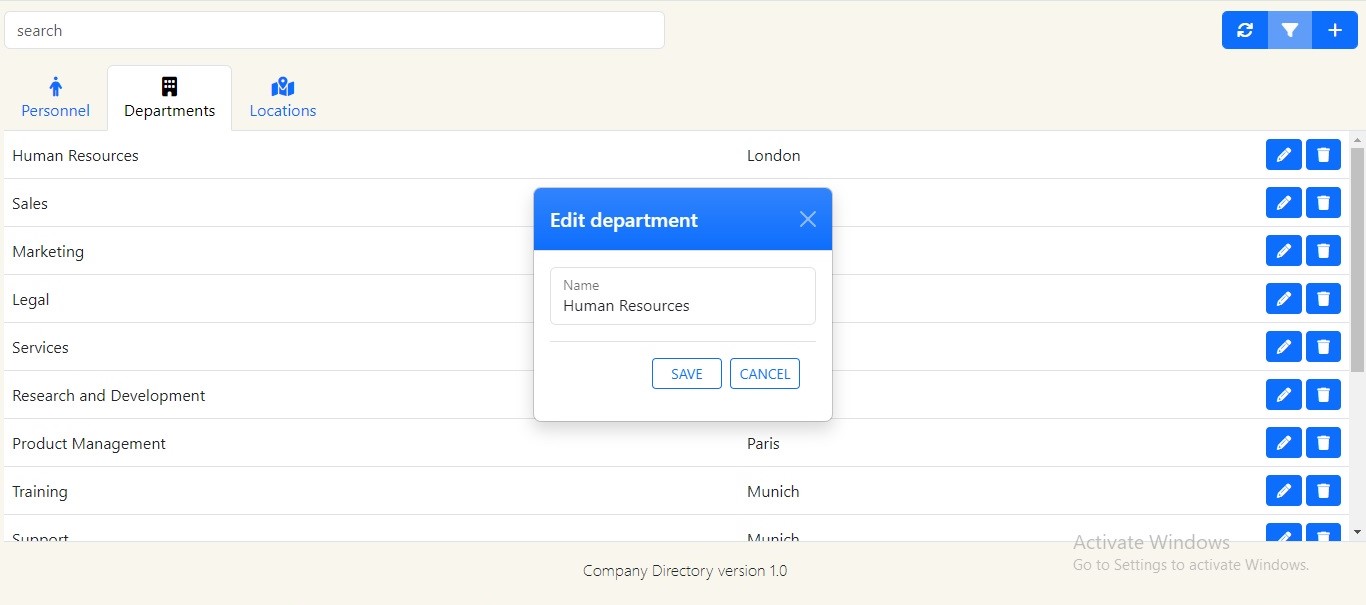 search
Personnel
Departments
Locations
Human Resources London
Sales
Marketing
Legal
Services
Research and Development
Product Management Paris
Training Munich
Support Munich
Edit department
Name
Human Resources
SAVE CANCEL
Activate Windows
Go to Settings to activate Windows.
Company Directory version 1.0